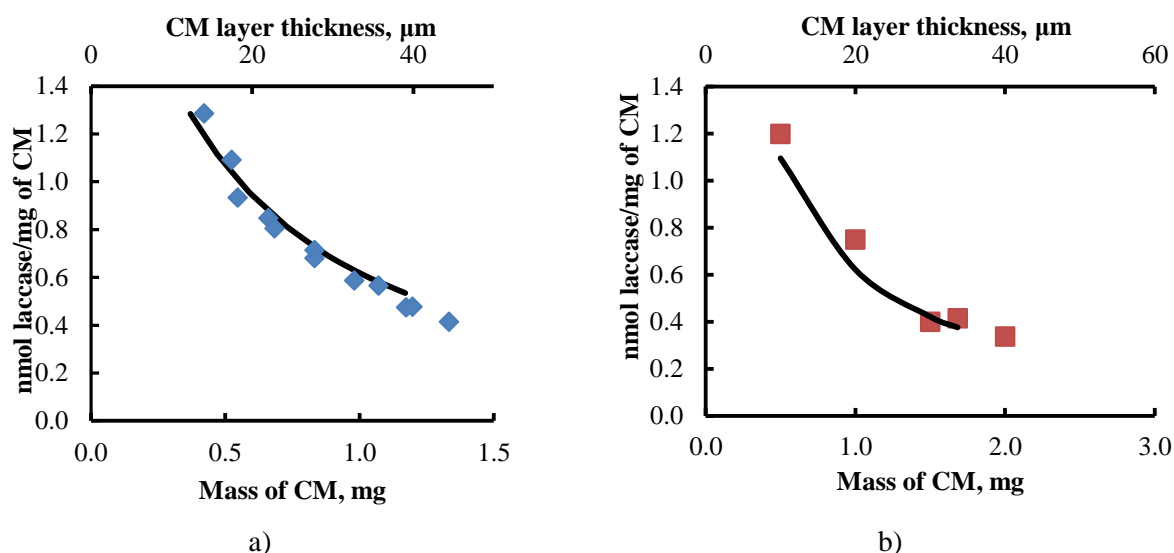 CM layer thickness, μm
0 20 40
nmol laccase/mg of CM
1.4
1.2
1.0
0.8
0.6
0.4
0.2
0.0
0.0 0.5 1.0 1.5
Mass of CM, mg
a)
CM layer thickness, μm
0 20 40 60
nmol laccase/mg of CM
1.4
1.2
1.0
0.8
0.6
0.4
0.2
0.0
0.0 1.0 2.0 3.0
Mass of CM, mg
b)